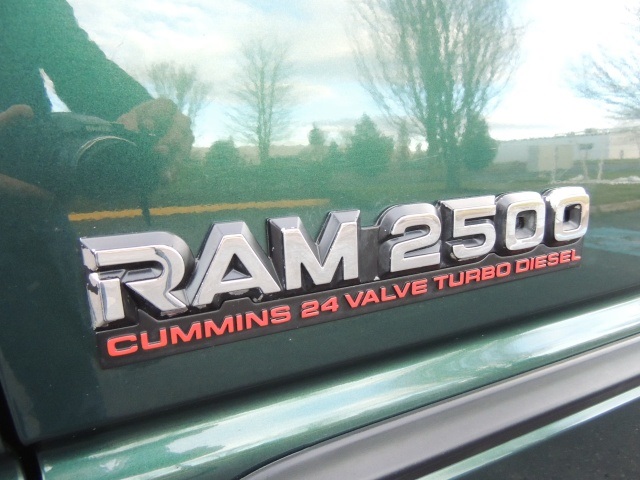 RAM 2500
CUMMINS 24 VALVE TURBO DIESEL